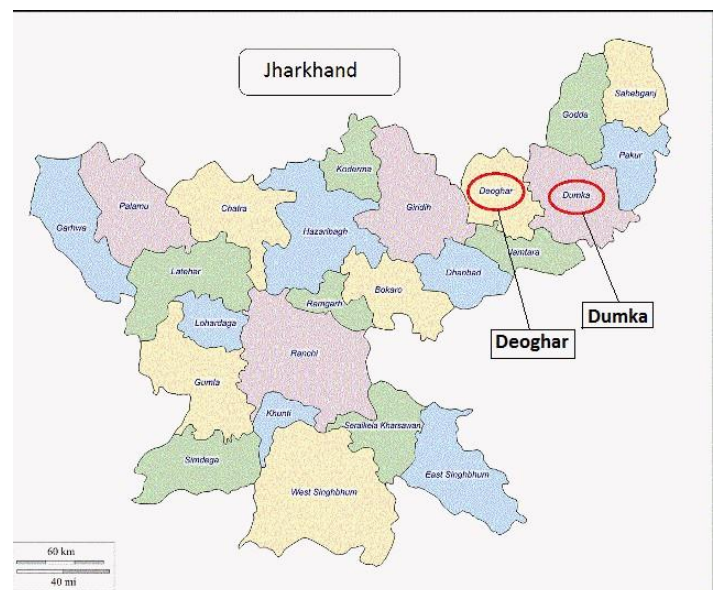 Jharkhand
Sahebganj
Godda
Pakur
Koderma
Deoghar
Dumka
Giridih
Palamu
Chatra
Garhwa
Hazaribagh
Jamtara
Latehar
Dhanbad
Bokaro
Ramgarh
Lohardaga
Dumka
Deoghar
Ranchi
Gumla
Khunti
Seraikela Kharsawan
Simdega
East Singhbhum
West Singhbhum
60 km
40 mi